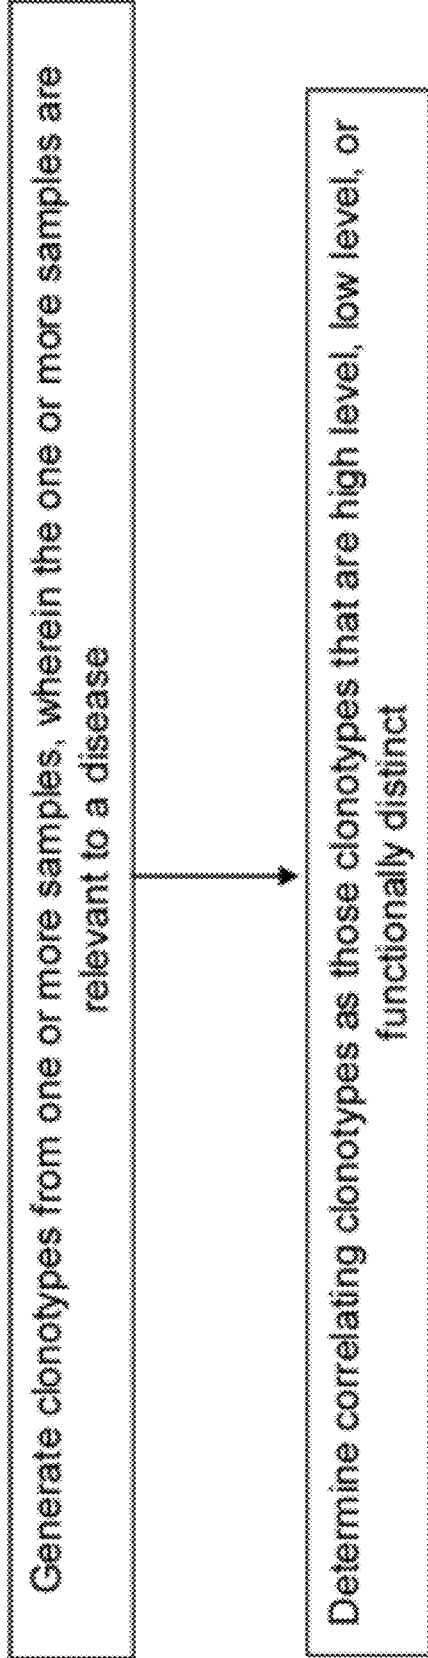 Generate clonotypes from one or more samples, wherein the one or more samples are
relevant to a disease
Determine correlating clonotypes as those clonotypes that are high level, low level, or
functionally distinct